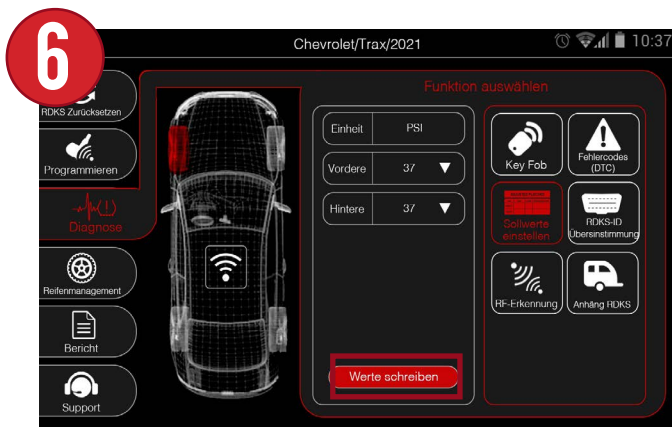 6
Chevrolet/Trax/2021
10:37
Funktion auswählen
RDKS Zurücksetzen
Programmieren
Diagnose
Reifenmanagement
Bericht
Support
Einheit PSI
Vordere 37
Hintere 37
Werte schreiben
Key Fob
Fehlercodes
(DTC)
Sollwerte
einstellen
RDKS-ID
Übersinstimmung
RF-Erkennung
Anhäng RDKS